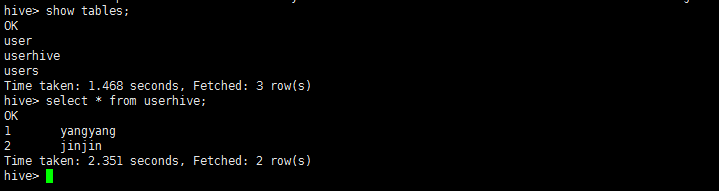 hive> show tables;
OK
user
userhive
users
Time taken: 1.468 seconds, Fetched: 3 row(s)
hive> select * from userhive;
OK
1       yangyang
2       jinjin
Time taken: 2.351 seconds, Fetched: 2 row(s)
hive>